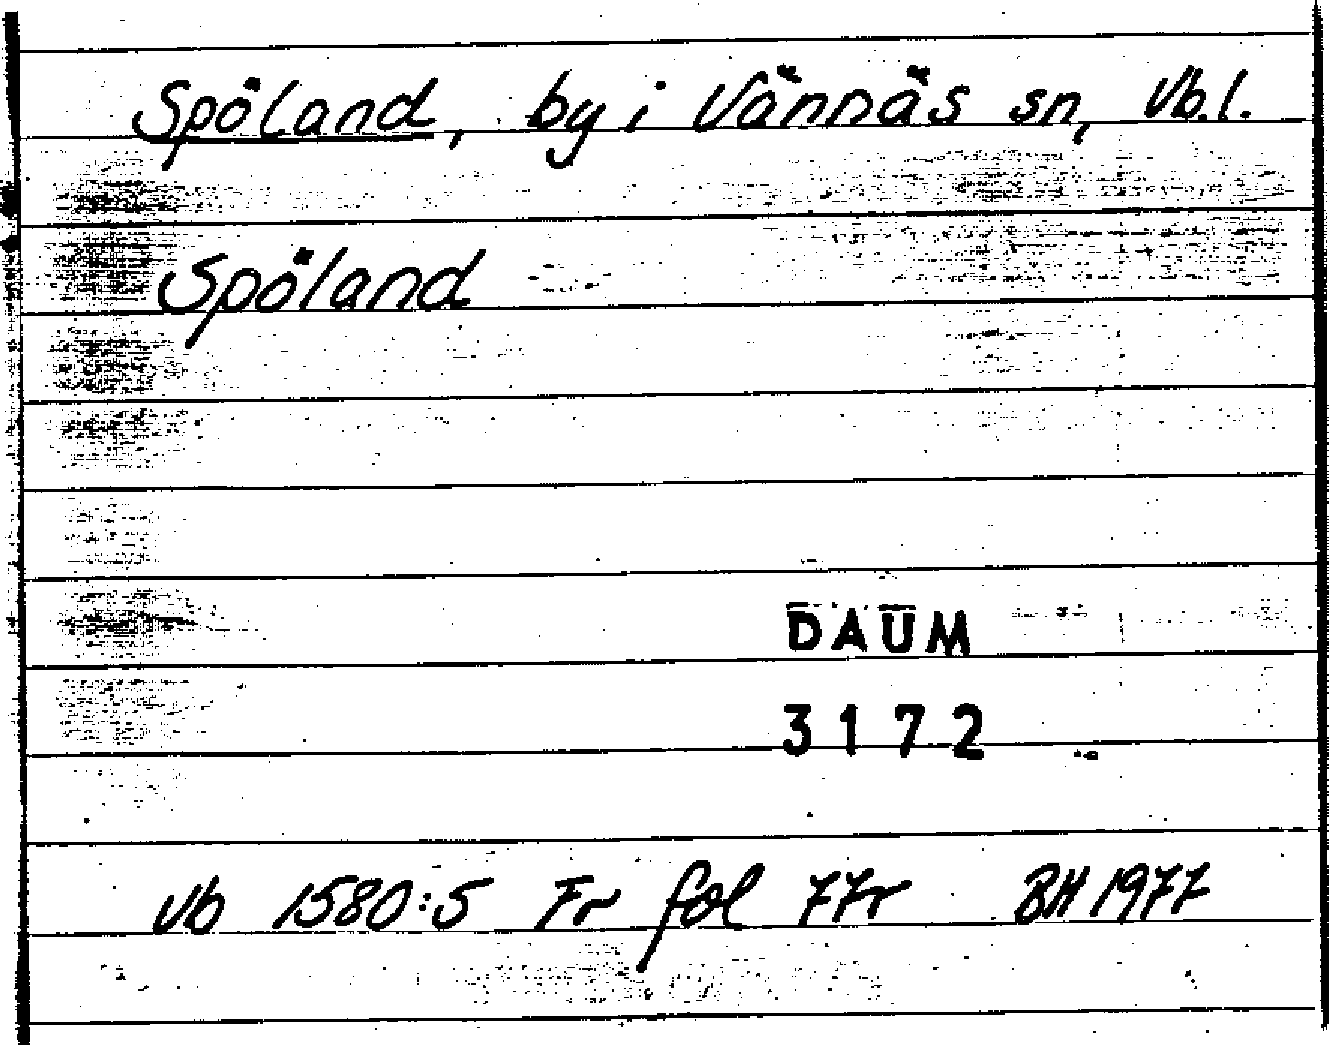 Spöland, by i Vännäs sn, Vb.l.
Spöland
DAUM
3172
Vb 1580:5 Fr fol 77r BH 1977